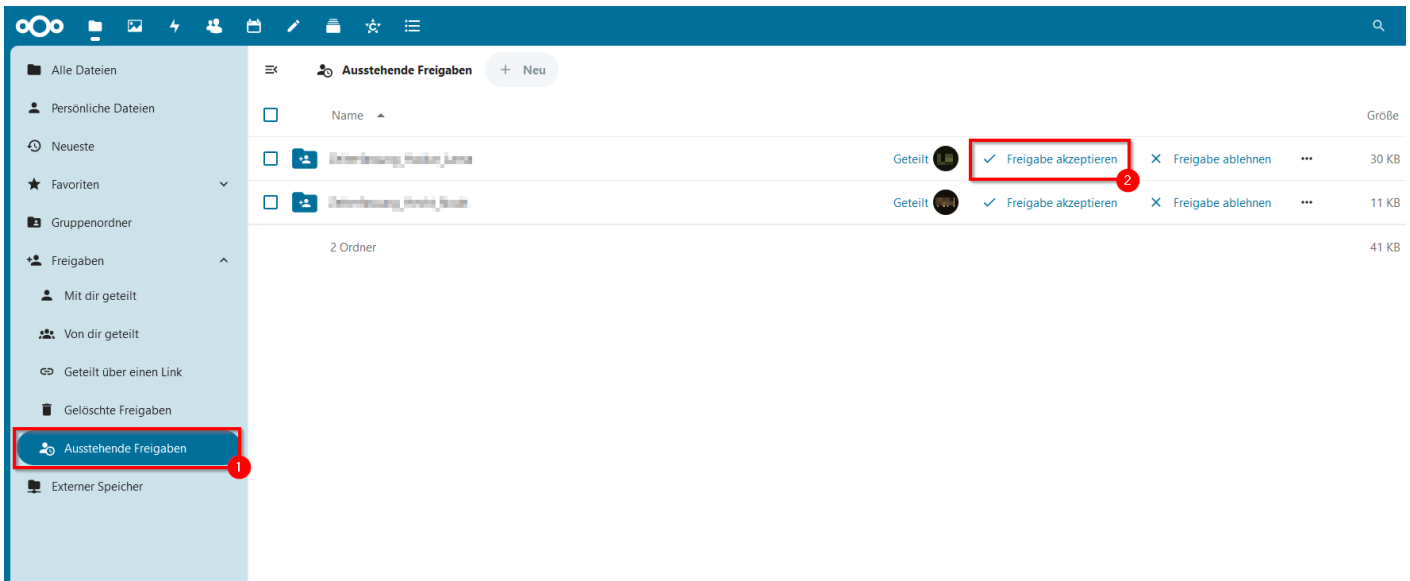 Alle Dateien
Persönliche Dateien
Neueste
Favoriten
Gruppenordner
Freigaben
Mit dir geteilt
Von dir geteilt
Geteilt über einen Link
Gelöschte Freigaben
Ausstehende Freigaben
1
Externer Speicher
Ausstehende Freigaben + Neu
Name Größe
Geteilt Freigabe akzeptieren Freigabe ablehnen ... 30 KB
2
Geteilt Freigabe akzeptieren Freigabe ablehnen ... 11 KB
2 Ordner 41 KB